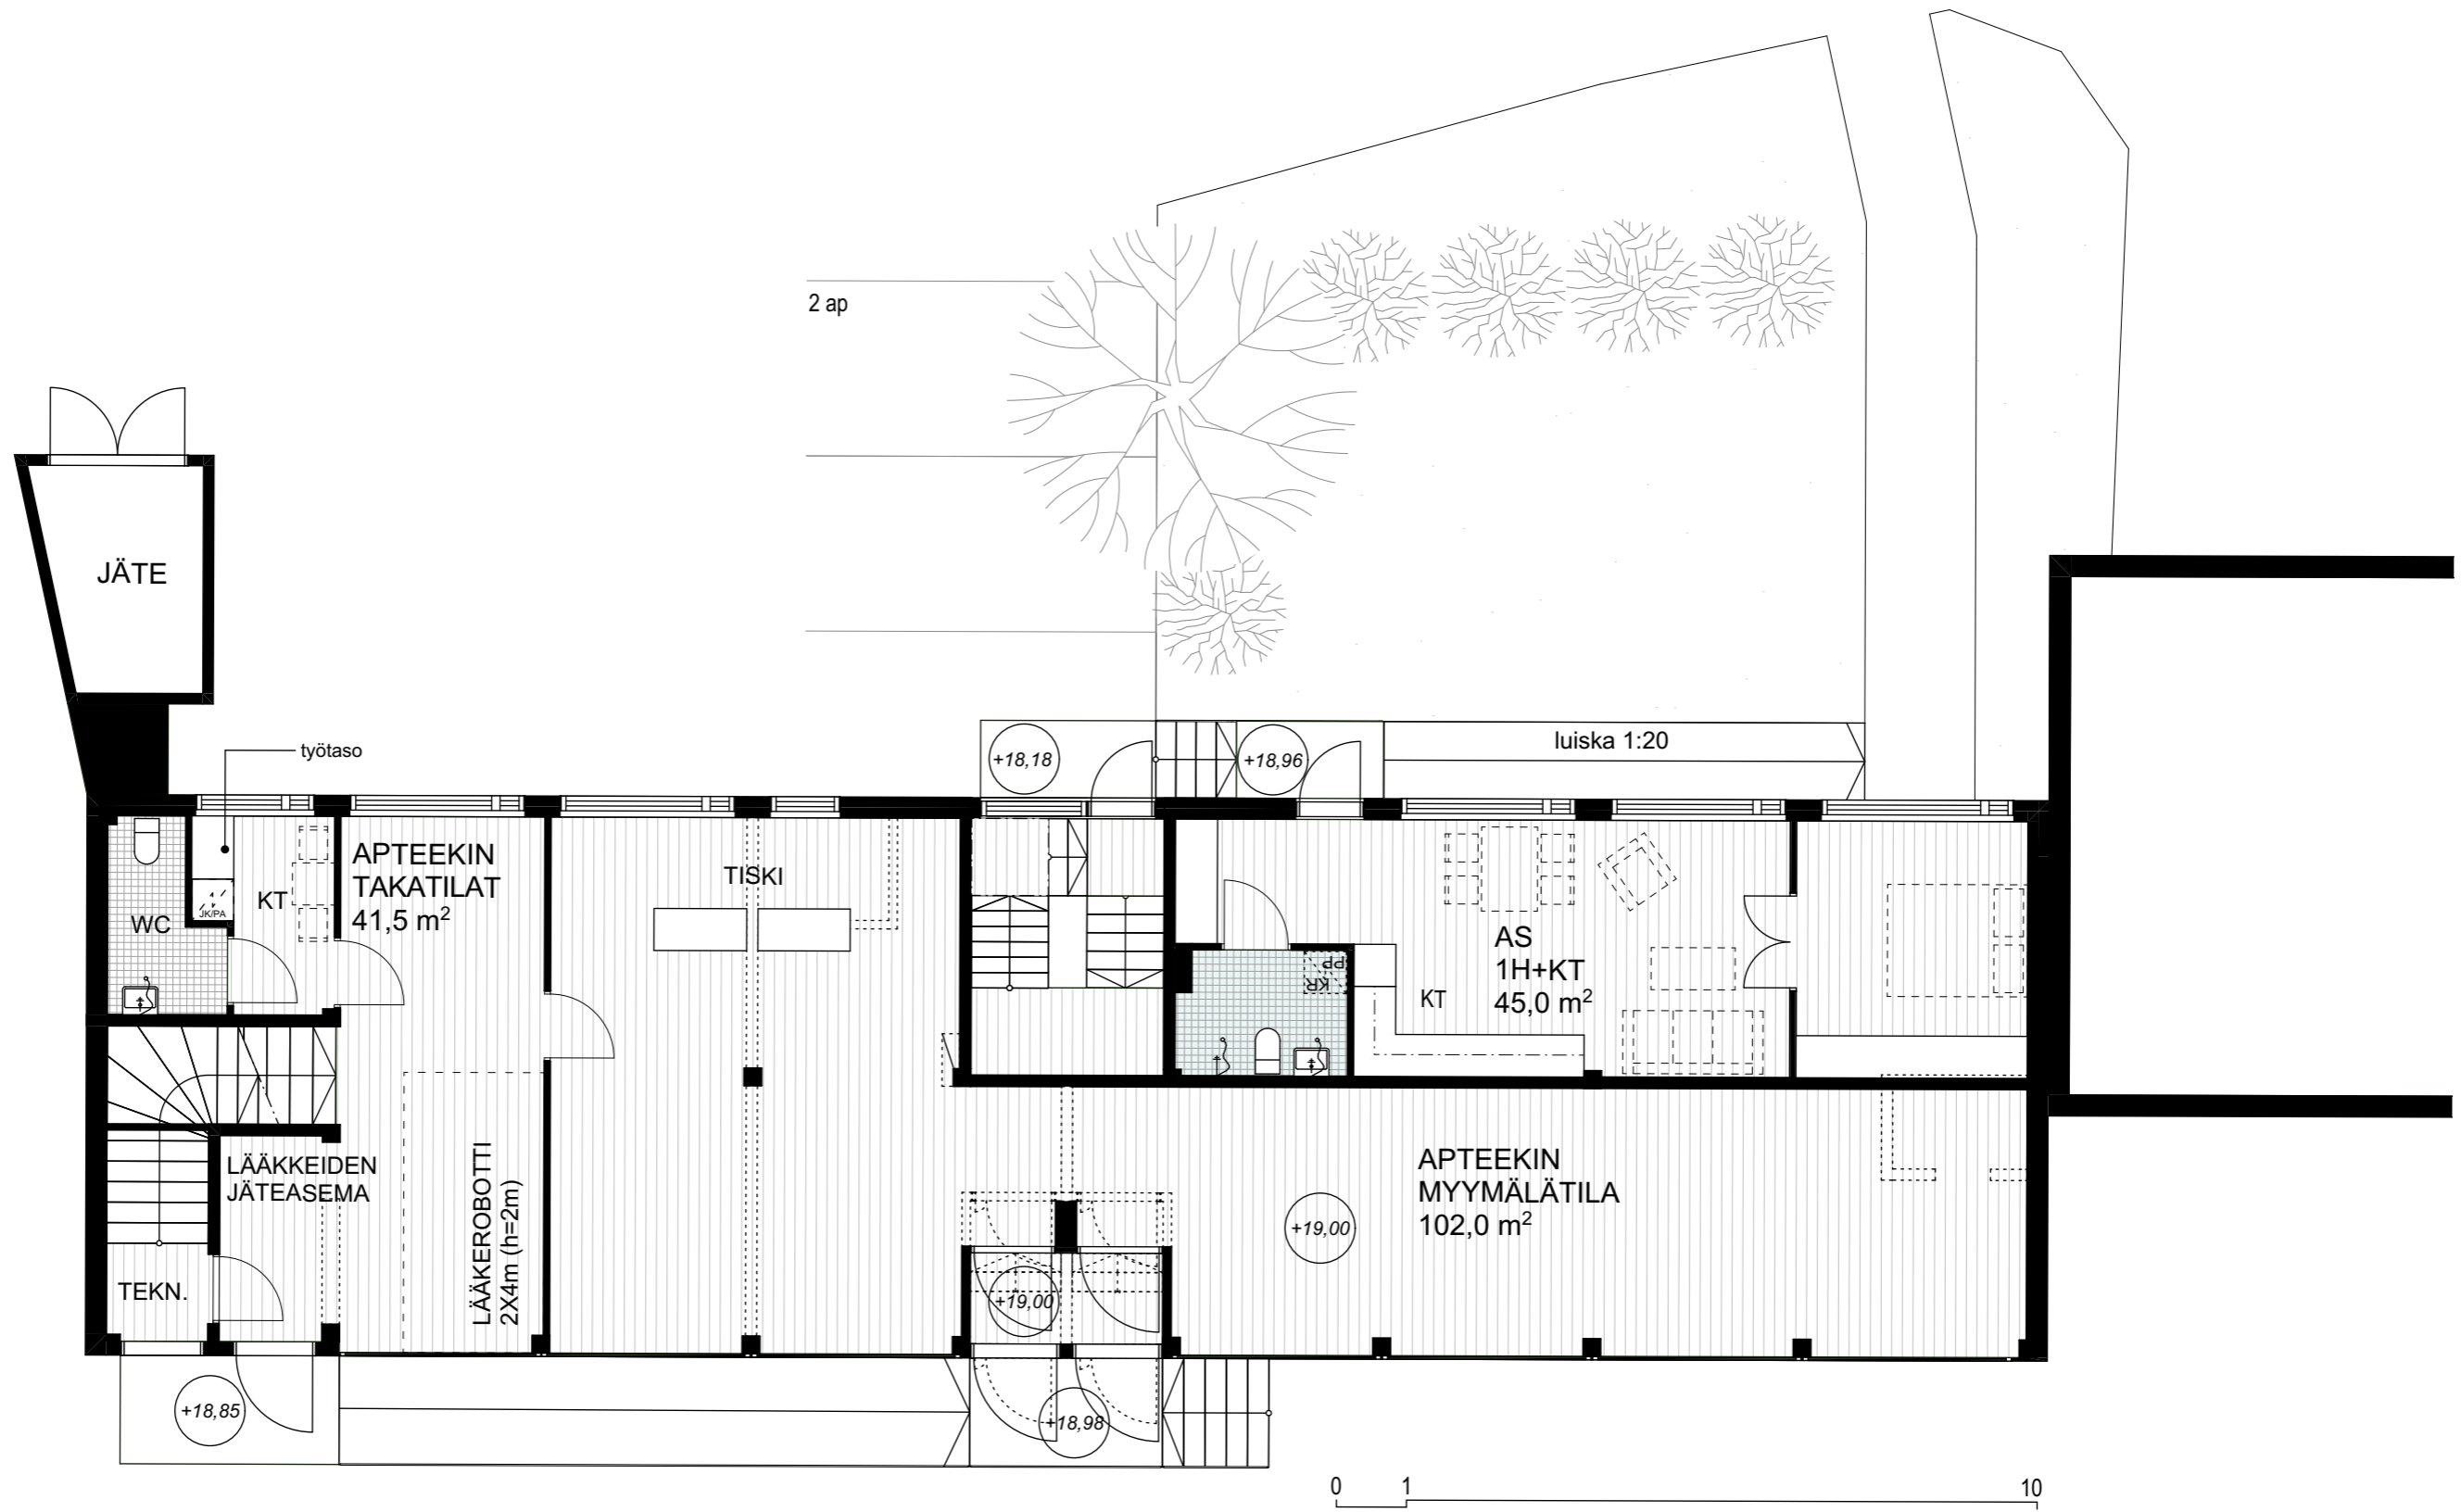 2 ap
JÄTE
työtaso
+18,18
+18,96
luiska 1:20
APTEEKIN
TAKATILAT
41,5 m²
KT
JK/PA
WC
TISKI
AS
1H+KT
45,0 m²
KT
PP
KR
LÄÄKKEIDEN
JÄTEASEMA
LÄÄKEROBOTTI
2X4m (h=2m)
TEKN.
APTEEKIN
MYYMÄLÄTILA
102,0 m²
+19,00
+19,00
+18,85
+18,98
0 1 10